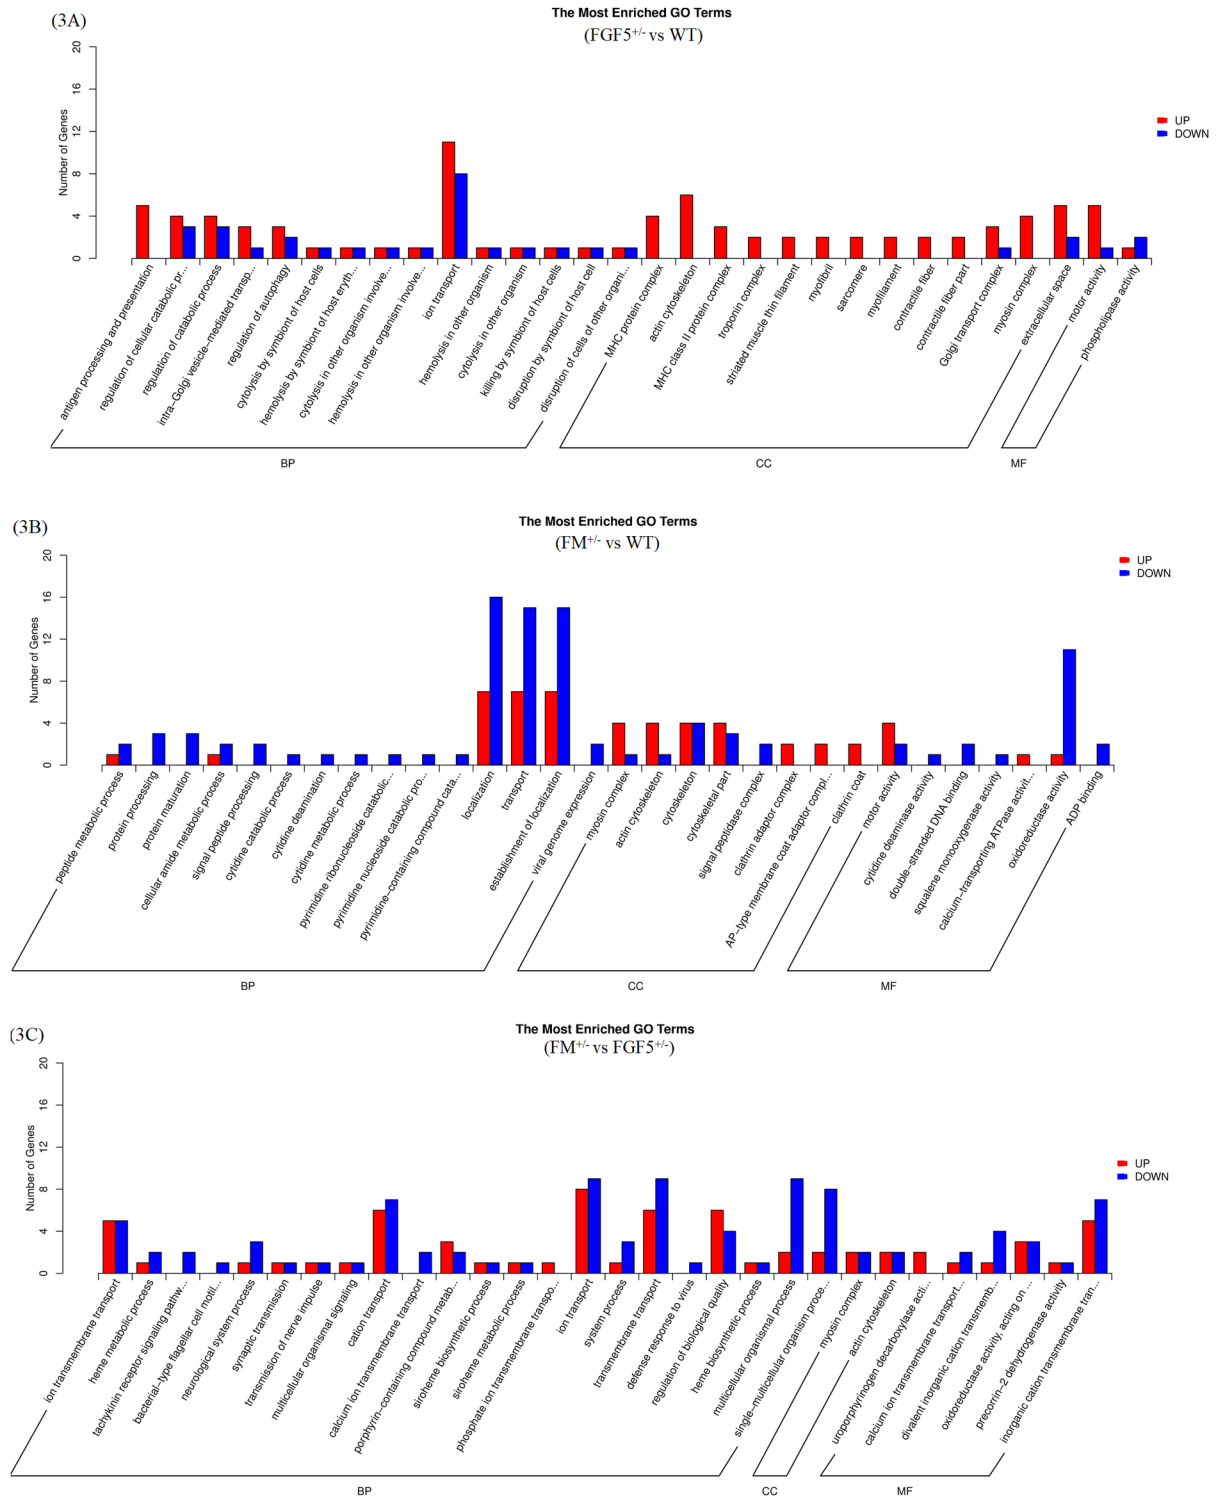 (3A)
The Most Enriched GO Terms
(FGF5+/- vs WT)
Number of Genes
0
4
8
12
16
20
UP
DOWN
antigen processing and presentation
regulation of cellular catabolic pr...
regulation of catabolic process
intra-Golgi vesicle-mediated transp...
regulation of autophagy
cytolysis by symbiont of host cells
hemolysis by symbiont of host eryth...
cytolysis in other organism involve...
hemolysis in other organism involve...
ion transport
hemolysis in other organism
cytolysis in other organism
killing by symbiont of host cells
disruption by symbiont of host cell
disruption of cells of other organi...
MHC protein complex
actin cytoskeleton
MHC class II protein complex
troponin complex
striated muscle thin filament
myofibril
sarcomere
myofilament
contractile fiber
contractile fiber part
Golgi transport complex
myosin complex
extracellular space
motor activity
phospholipase activity
BP
CC
MF
(3B)
The Most Enriched GO Terms
(FM+/- vs WT)
Number of Genes
0
4
8
12
16
20
UP
DOWN
peptide metabolic process
protein processing
protein maturation
cellular amide metabolic process
signal peptide processing
cytidine catabolic process
cytidine deamination
cytidine metabolic process
pyrimidine ribonucleoside catabolic...
pyrimidine nucleoside catabolic pro...
pyrimidine-containing compound cata...
localization
transport
establishment of localization
viral genome expression
myosin complex
actin cytoskeleton
cytoskeleton
cytoskeletal part
signal peptidase complex
clathrin adaptor complex
AP-type membrane coat adaptor compl...
clathrin coat
motor activity
cytidine deaminase activity
double-stranded DNA binding
squalene monooxygenase activity
calcium-transporting ATPase activit...
oxidoreductase activity
ADP binding
BP
CC
MF
(3C)
The Most Enriched GO Terms
(FM+/- vs FGF5+/-)
Number of Genes
0
4
8
12
16
20
UP
DOWN
ion transmembrane transport
heme metabolic process
tachykinin receptor signaling pathw...
bacterial-type flagellar cell motil...
neurological system process
synaptic transmission
transmission of nerve impulse
multicellular organismal signaling
cation transport
calcium ion transmembrane transport
porphyrin-containing compound metab...
siroheme biosynthetic process
siroheme metabolic process
phosphate ion transmembrane transpo...
ion transport
system process
transmembrane transport
defense response to virus
regulation of biological quality
heme biosynthetic process
multicellular organismal process
single-multicellular organism proce...
myosin complex
actin cytoskeleton
uroporphyrinogen decarboxylase acti...
calcium ion transmembrane transport...
divalent inorganic cation transmemb...
oxidoreductase activity, acting on ...
precorrin-2 dehydrogenase activity
inorganic cation transmembrane tran...
BP
CC
MF